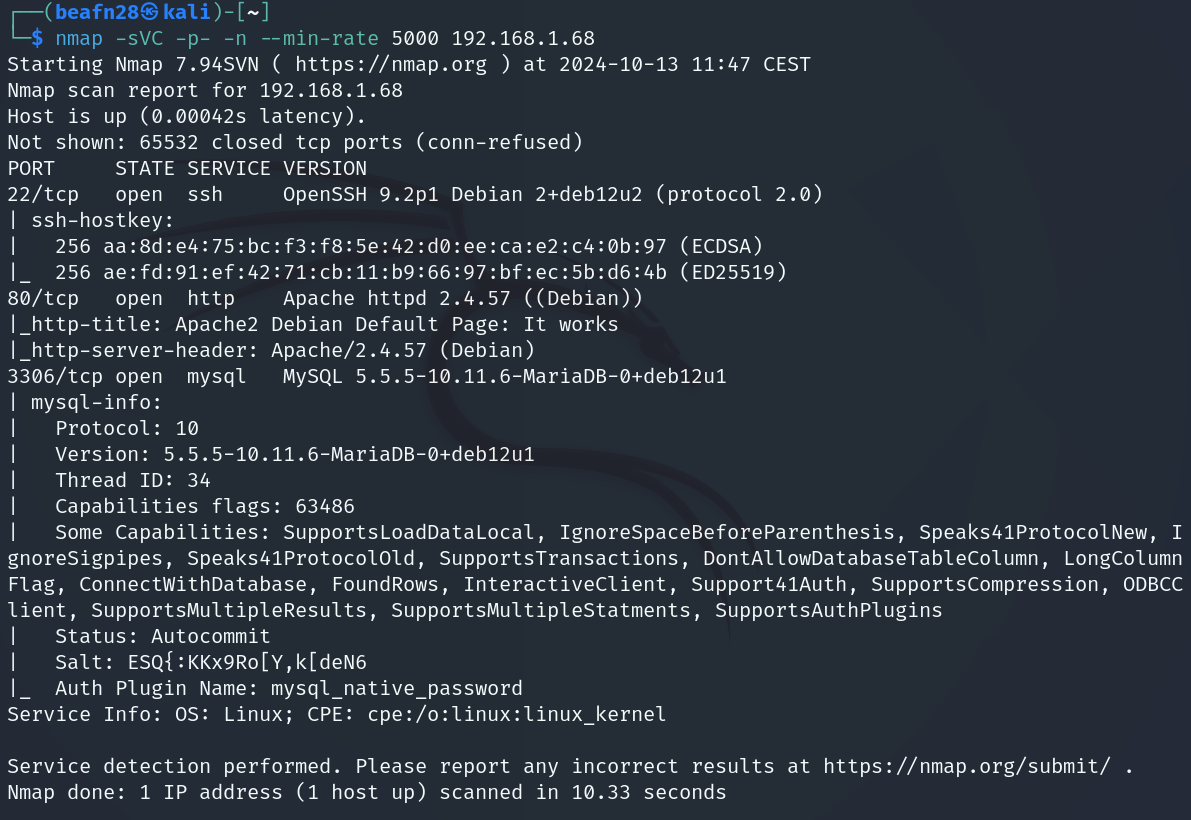 ┌──(beafn28㉿kali)-[~]
└─$ nmap -sVC -p- -n --min-rate 5000 192.168.1.68
Starting Nmap 7.94SVN ( https://nmap.org ) at 2024-10-13 11:47 CEST
Nmap scan report for 192.168.1.68
Host is up (0.00042s latency).
Not shown: 65532 closed tcp ports (conn-refused)
PORT     STATE SERVICE VERSION
22/tcp   open  ssh     OpenSSH 9.2p1 Debian 2+deb12u2 (protocol 2.0)
| ssh-hostkey:
|   256 aa:8d:e4:75:bc:f3:f8:5e:42:d0:ee:ca:e2:c4:0b:97 (ECDSA)
|_  256 ae:fd:91:ef:42:71:cb:11:b9:66:97:bf:ec:5b:d6:4b (ED25519)
80/tcp   open  http    Apache httpd 2.4.57 ((Debian))
|_http-title: Apache2 Debian Default Page: It works
|_http-server-header: Apache/2.4.57 (Debian)
3306/tcp open  mysql   MySQL 5.5.5-10.11.6-MariaDB-0+deb12u1
| mysql-info:
|   Protocol: 10
|   Version: 5.5.5-10.11.6-MariaDB-0+deb12u1
|   Thread ID: 34
|   Capabilities flags: 63486
|   Some Capabilities: SupportsLoadDataLocal, IgnoreSpaceBeforeParenthesis, Speaks41ProtocolNew, I
gnoreSigpipes, Speaks41ProtocolOld, SupportsTransactions, DontAllowDatabaseTableColumn, LongColumn
Flag, ConnectWithDatabase, FoundRows, InteractiveClient, Support41Auth, SupportsCompression, ODBCC
lient, SupportsMultipleResults, SupportsMultipleStatments, SupportsAuthPlugins
|   Status: Autocommit
|   Salt: ESQ{:KKx9Ro[Y,k[deN6
|_  Auth Plugin Name: mysql_native_password
Service Info: OS: Linux; CPE: cpe:/o:linux:linux_kernel

Service detection performed. Please report any incorrect results at https://nmap.org/submit/ .
Nmap done: 1 IP address (1 host up) scanned in 10.33 seconds